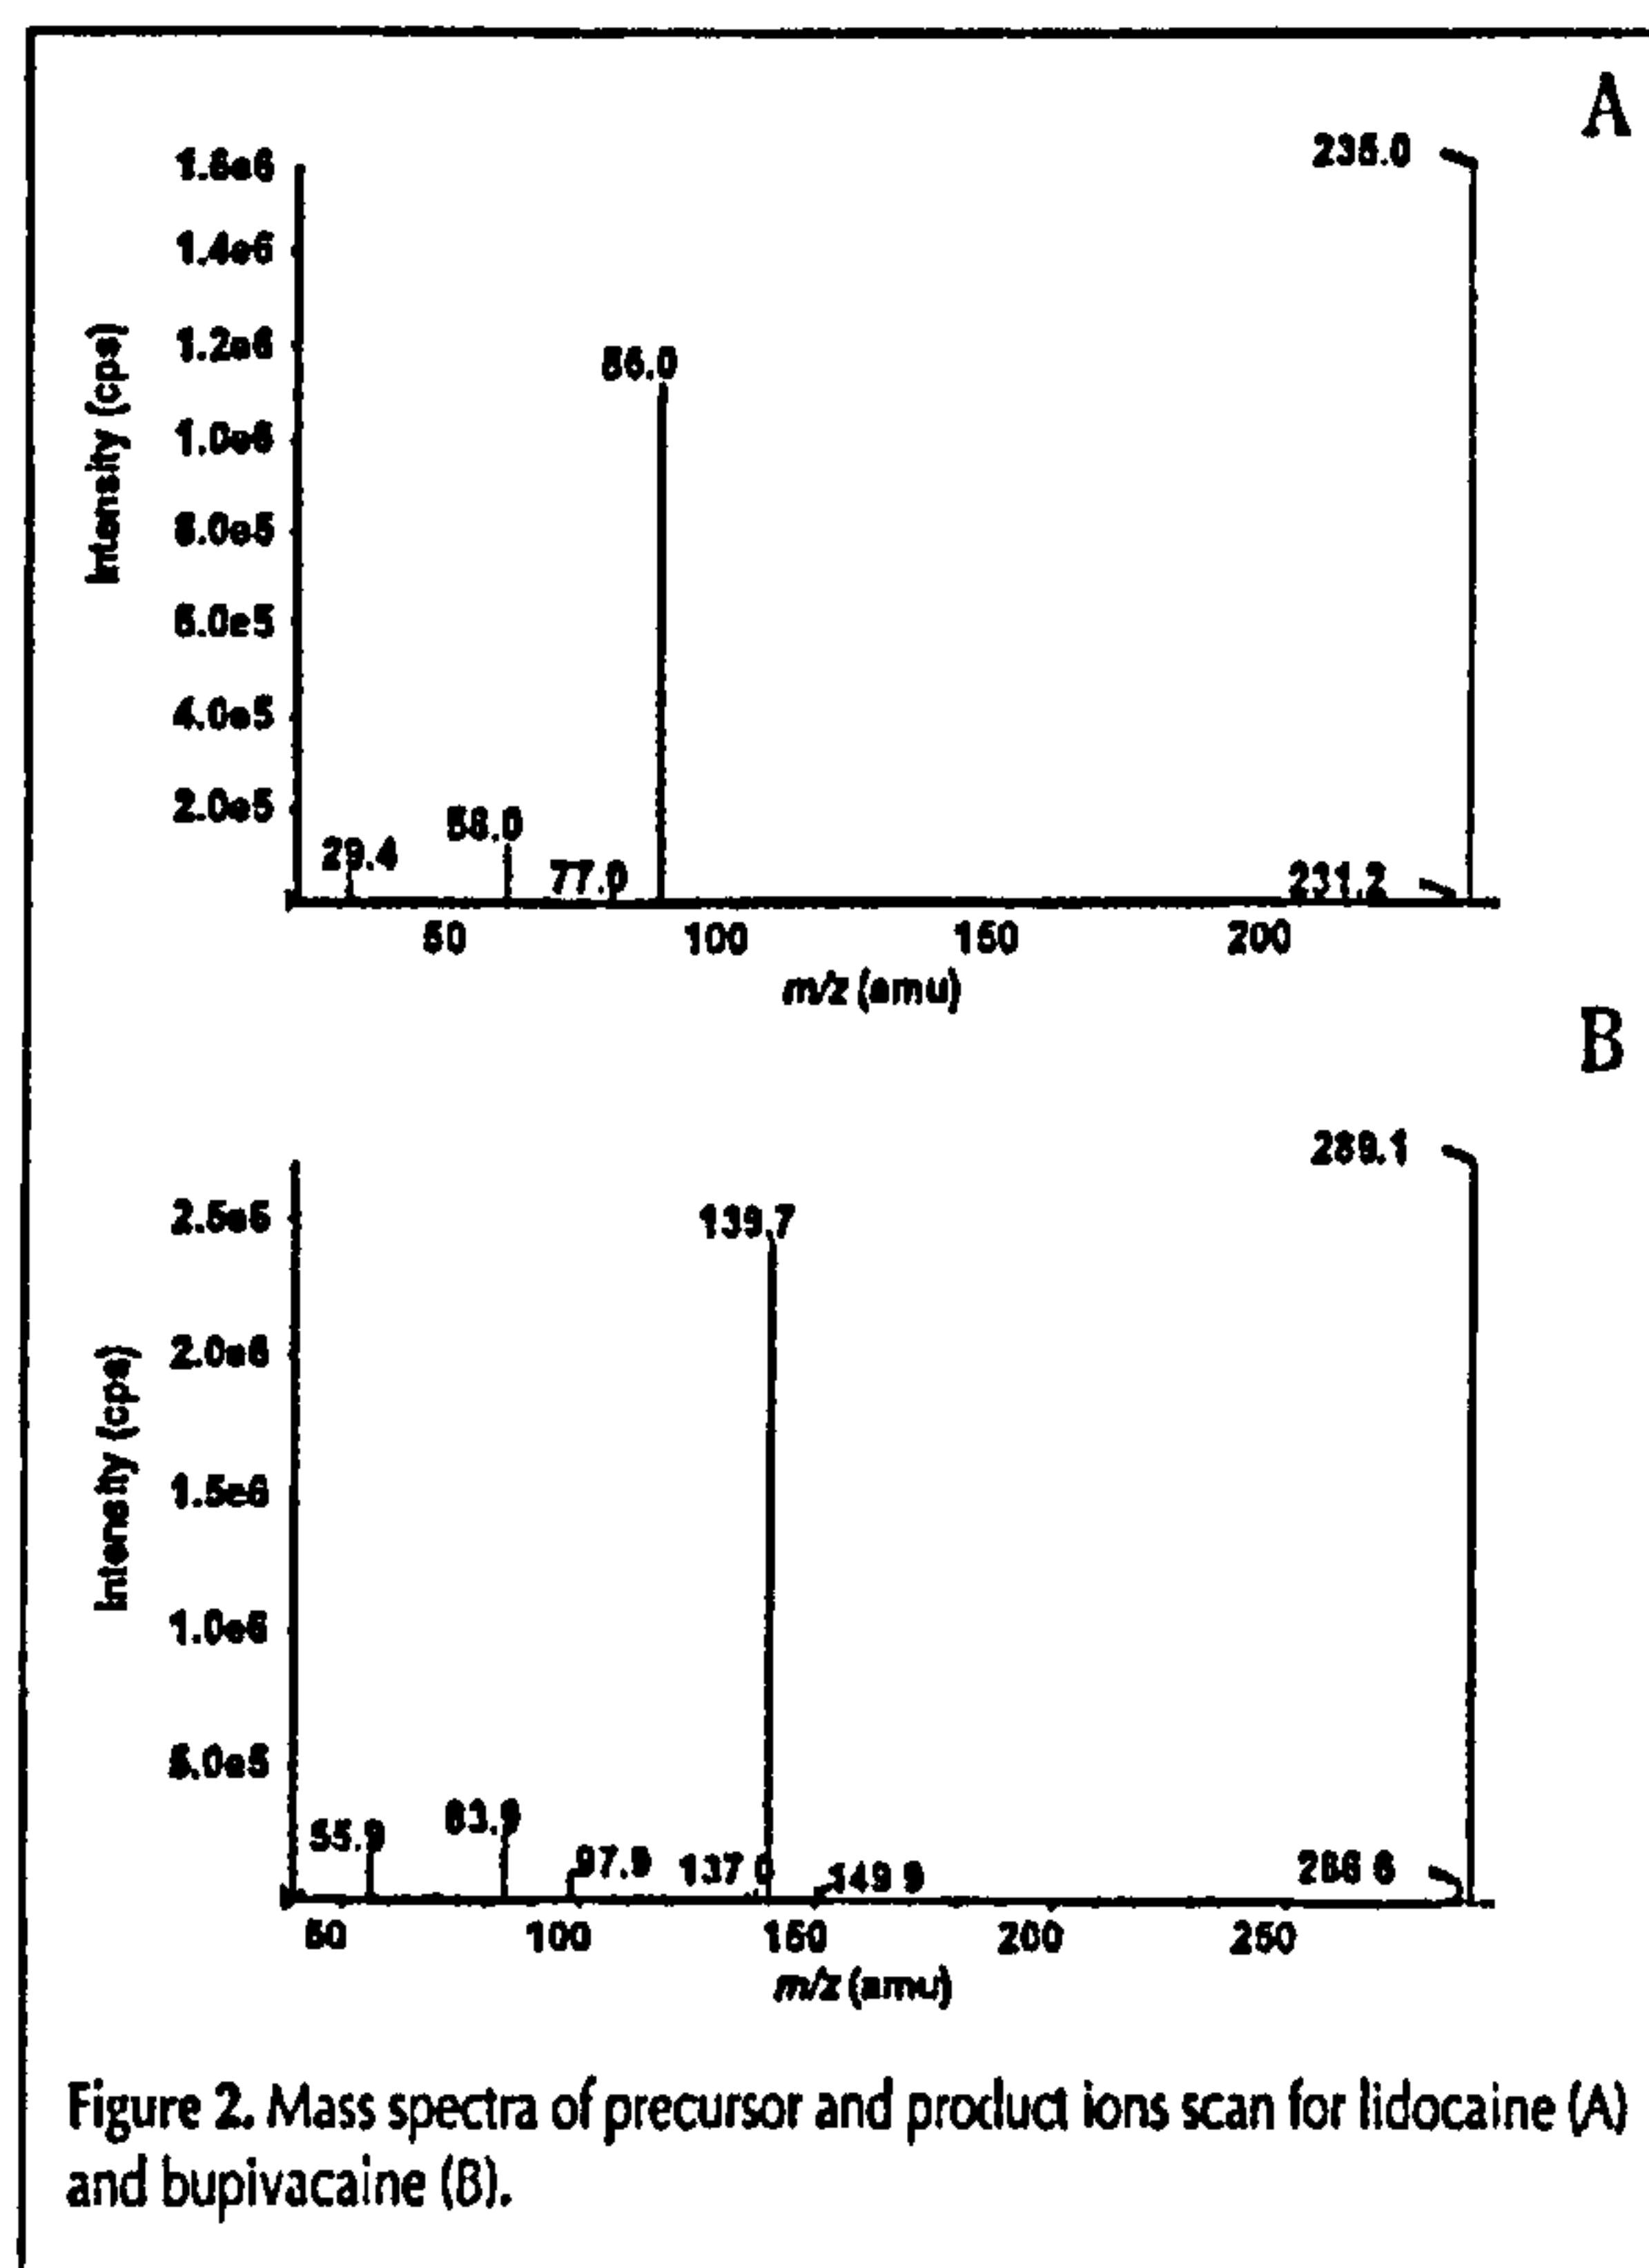 A
1.6e6
235.0
1.4e6
1.2e6
86.0
1.0e6
8.0e5
6.0e5
4.0e5
2.0e5
29.4
58.0
77.0
231.2
50
100
150
200
Intensity (cps)
m/z (amu)
B
289.1
2.5e6
139.7
2.0e6
1.5e6
1.0e6
5.0e5
55.9
83.9
97.9
137.0
149.9
286.6
50
100
150
200
250
Intensity (cps)
m/z (amu)
Figure 2. Mass spectra of precursor and product ions scan for lidocaine (A)
and bupivacaine (B).